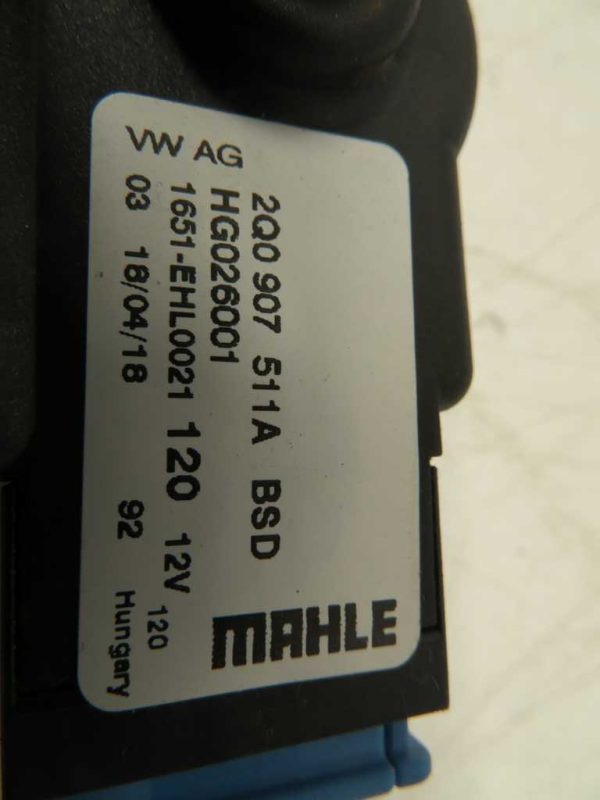 VW AG
2Q0 907 511A BSD
HG026001
1651-EHL0021 120 12V
03 18/04/18 92
120
Hungary
MAHLE